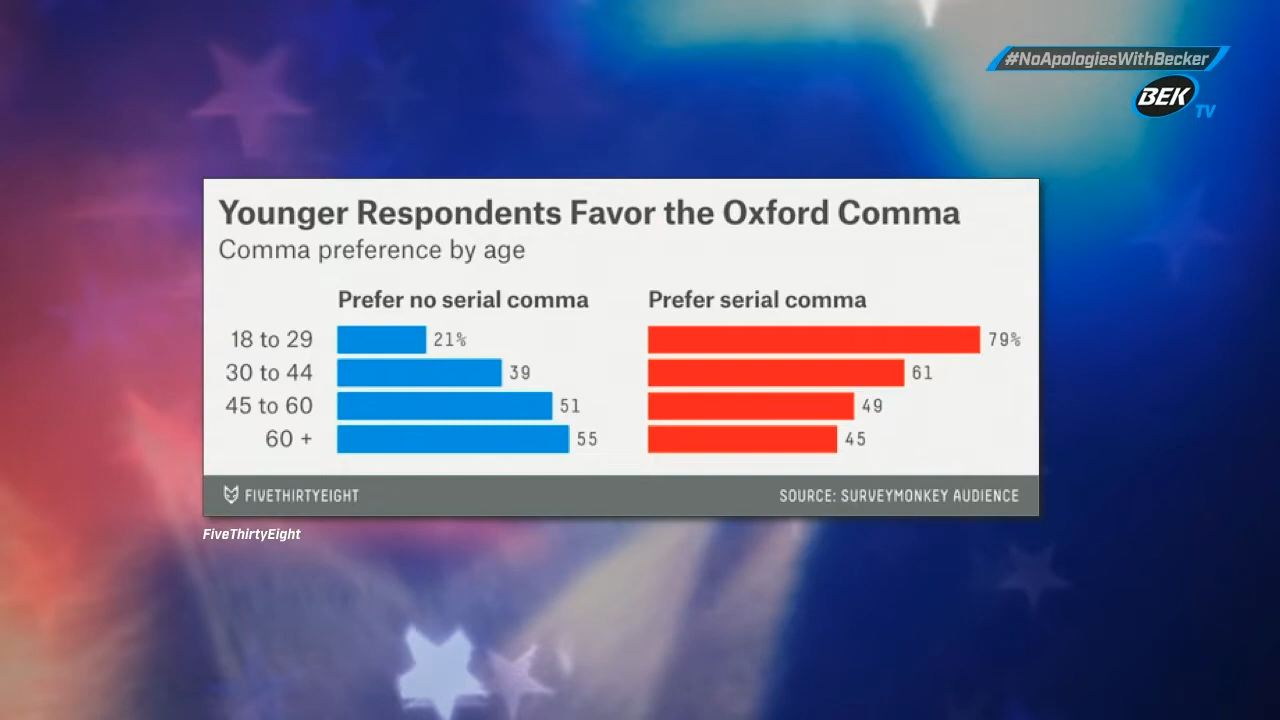 #NoApologiesWithBecker
BEK TV
Younger Respondents Favor the Oxford Comma
Comma preference by age
Prefer no serial comma Prefer serial comma
18 to 29 21% 79%
30 to 44 39 61
45 to 60 51 49
60 + 55 45
FIVETHIRTYEIGHT SOURCE: SURVEYMONKEY AUDIENCE
FiveThirtyEight